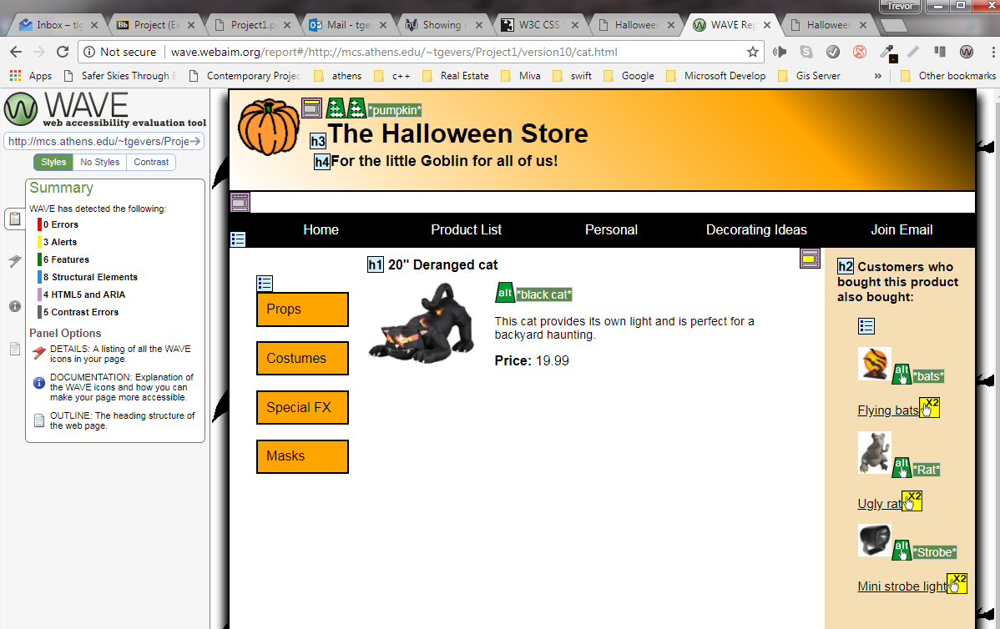 Trevor
Inbox – tlg
Project (Ex
Project1.p
Mail - tge
Showing r
W3C CSS
Halloween
WAVE Rep
Halloween
Not secure
wave.webaim.org/report#/http://mcs.athens.edu/~tgevers/Project1/version10/cat.html
Apps
Safer Skies Through E
Contemporary Projec
athens
c++
Real Estate
Miva
swift
Google
Microsoft Develop
Gis Server
»
Other bookmarks
WAVE
web accessibility evaluation tool
http://mcs.athens.edu/~tgevers/Proje
Styles
No Styles
Contrast
Summary
WAVE has detected the following:
0 Errors
3 Alerts
6 Features
8 Structural Elements
4 HTML5 and ARIA
5 Contrast Errors
Panel Options
DETAILS: A listing of all the WAVE
icons in your page.
DOCUMENTATION: Explanation of
the WAVE icons and how you can
make your page more accessible.
OUTLINE: The heading structure of
the web page.
*pumpkin*
h3 The Halloween Store
h4 For the little Goblin for all of us!
Home
Product List
Personal
Decorating Ideas
Join Email
Props
Costumes
Special FX
Masks
h1 20" Deranged cat
alt *black cat*
This cat provides its own light and is perfect for a
backyard haunting.
Price: 19.99
h2 Customers who
bought this product
also bought:
alt *bats*
Flying bats X2
alt *Rat*
Ugly rat X2
alt *Strobe*
Mini strobe light X2